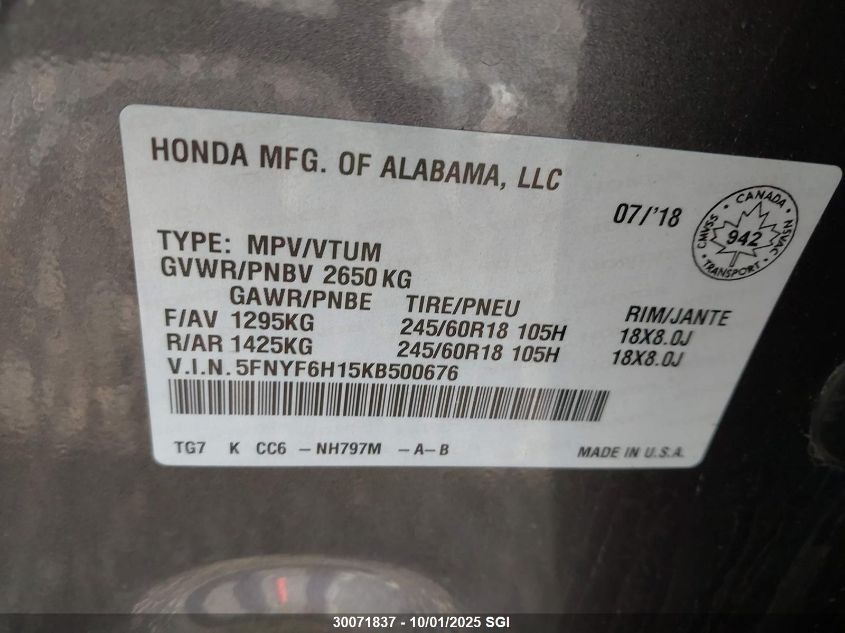 HONDA MFG. OF ALABAMA, LLC
07/'18
CANADA
CMVSS
942
NSVAC
TRANSPORT
TYPE: MPV/VTUM
GVWR/PNBV 2650 KG
GAWR/PNBE TIRE/PNEU RIM/JANTE
F/AV 1295KG 245/60R18 105H 18X8.0J
R/AR 1425KG 245/60R18 105H 18X8.0J
V.I.N. 5FNYF6H15KB500676
TG7 K CC6 -NH797M -A-B MADE IN U.S.A.
30071837 - 10/01/2025 SGI